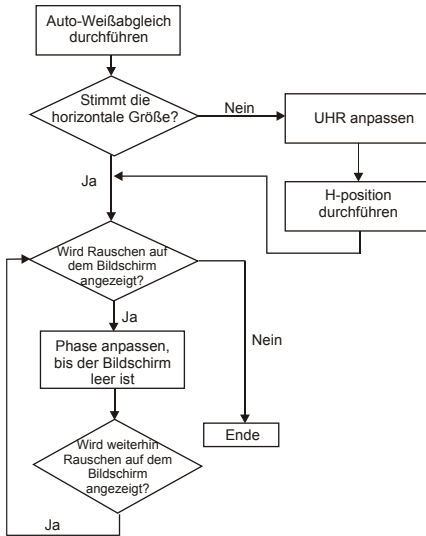 Auto-Weißabgleich
durchführen
Stimmt die
horizontale Größe?
Nein
UHR anpassen
H-position
durchführen
Ja
Wird Rauschen auf
dem Bildschirm
angezeigt?
Ja
Nein
Phase anpassen,
bis der Bildschirm
leer ist
Ende
Wird weiterhin
Rauschen auf dem
Bildschirm
angezeigt?
Ja